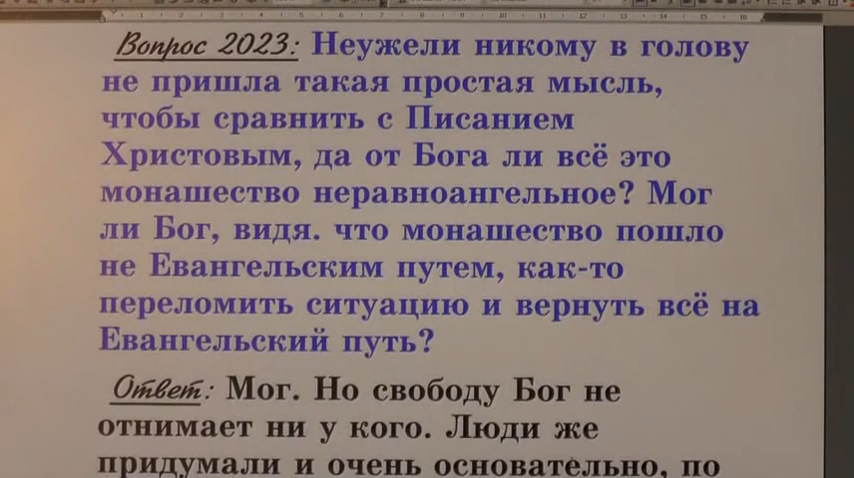 Вопрос 2023: Неужели никому в голову
не пришла такая простая мысль,
чтобы сравнить с Писанием
Христовым, да от Бога ли всё это
монашество неравноангельное? Мог
ли Бог, видя. что монашество пошло
не Евангельским путем, как-то
переломить ситуацию и вернуть всё на
Евангельский путь?
Ответ: Мог. Но свободу Бог не
отнимает ни у кого. Люди же
придумали и очень основательно, по